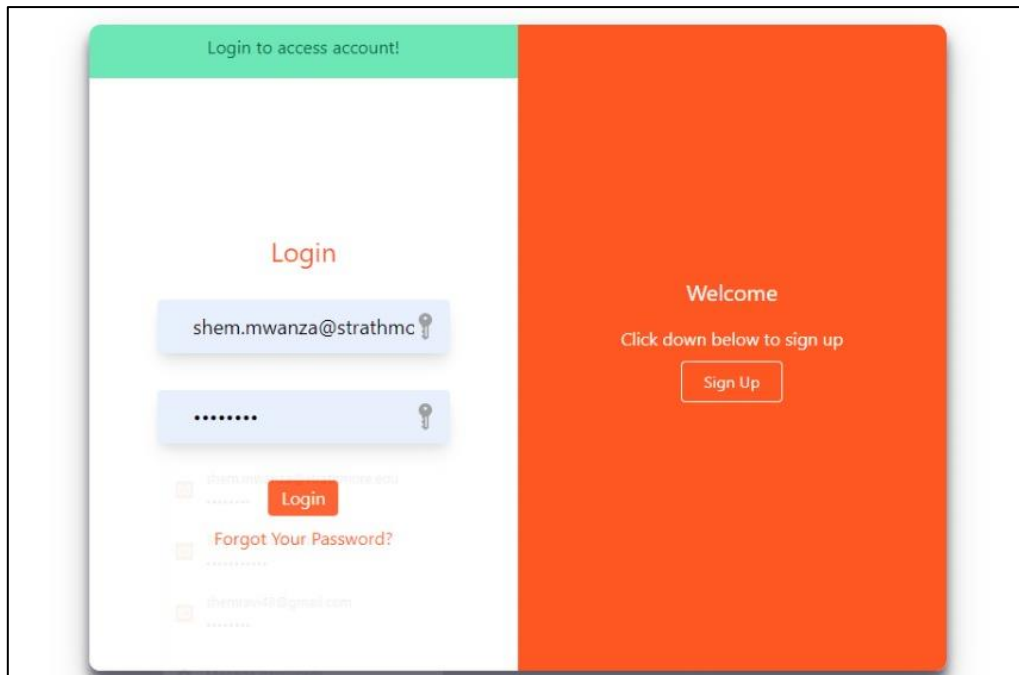 Login to access account!
Login
shem.mwanza@strathmc
••••••••
Login
Forgot Your Password?
Welcome
Click down below to sign up
Sign Up